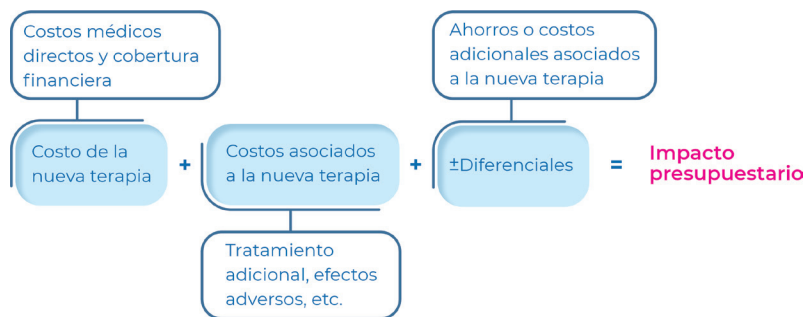 Costos médicos
directos y cobertura
financiera
Ahorros o costos
adicionales asociados
a la nueva terapia
Costo de la
nueva terapia
+
Costos asociados
a la nueva terapia
+
±Diferenciales
=
Impacto
presupuestario
Tratamiento
adicional, efectos
adversos, etc.